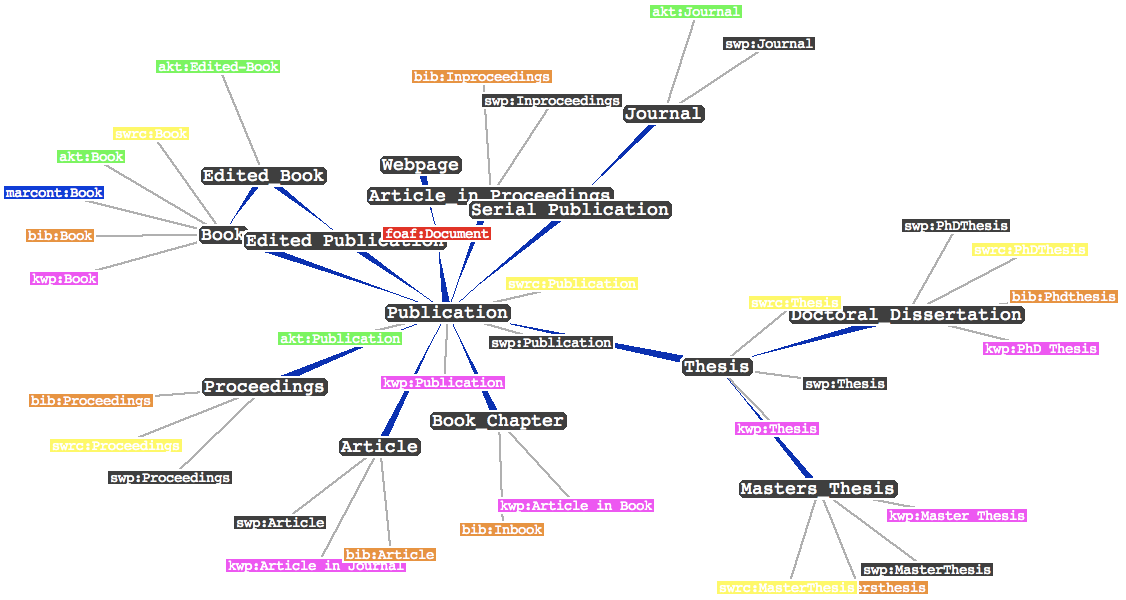 akt:Journal
swp:Journal
akt:Edited-Book
bib:Inproceedings
swp:Inproceedings
Journal
swrc:Book
akt:Book
Webpage
Edited Book
marcont:Book
Article in Proceedings
Serial Publication
swp:PhDThesis
bib:Book
Book
Edited Publication
foaf:Document
swrc:PhDThesis
kwp:Book
swrc:Publication
bib:Phdthesis
swrc:Thesis
Publication
Doctoral Dissertation
akt:Publication
swp:Publication
kwp:PhD Thesis
Thesis
kwp:Publication
swp:Thesis
Proceedings
bib:Proceedings
Book Chapter
kwp:Thesis
swrc:Proceedings
Article
swp:Proceedings
Masters Thesis
kwp:Article in Book
kwp:Master Thesis
swp:Article
bib:Inbook
bib:Article
kwp:Article in Journal
swp:MasterThesis
swrc:MasterThesis
ersthesis